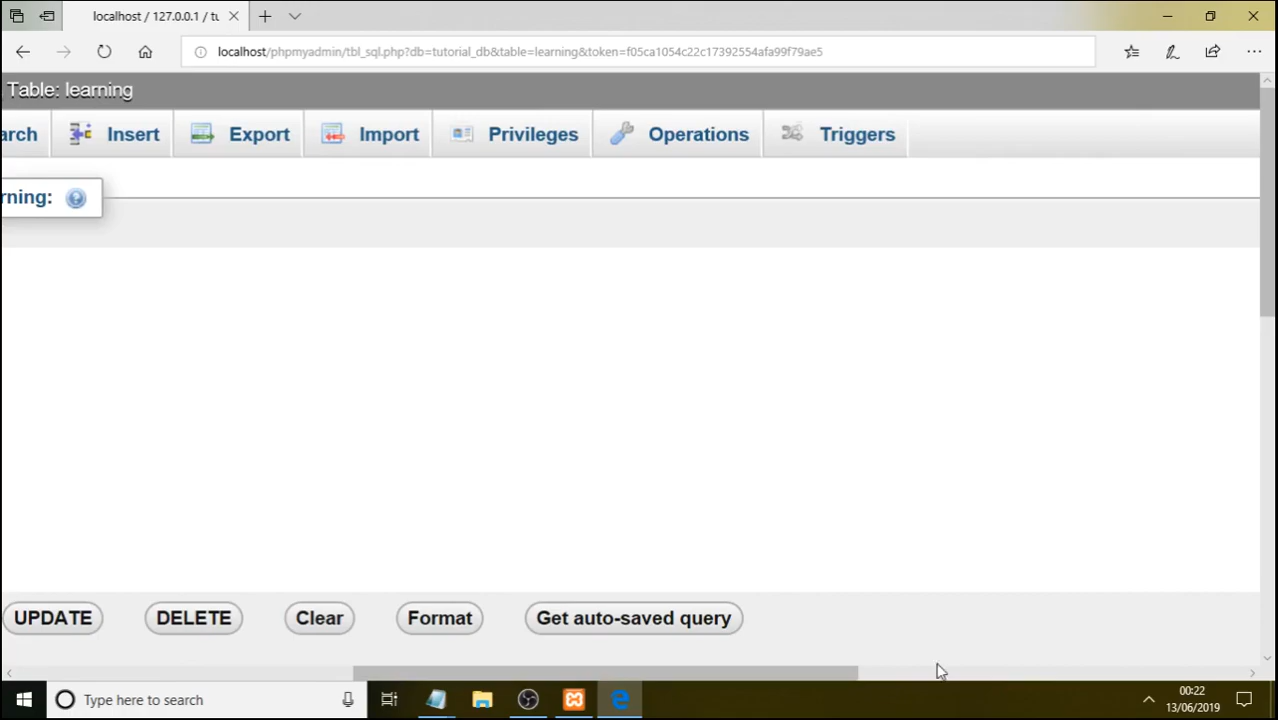 localhost / 127.0.0.1 / tu
localhost/phpmyadmin/tbl_sql.php?db=tutorial_db&table=learning&token=f05ca1054c22c17392554afa99f79ae5
Table: learning
arch
Insert
Export
Import
Privileges
Operations
Triggers
rning:
UPDATE
DELETE
Clear
Format
Get auto-saved query
Type here to search
00:22
13/06/2019